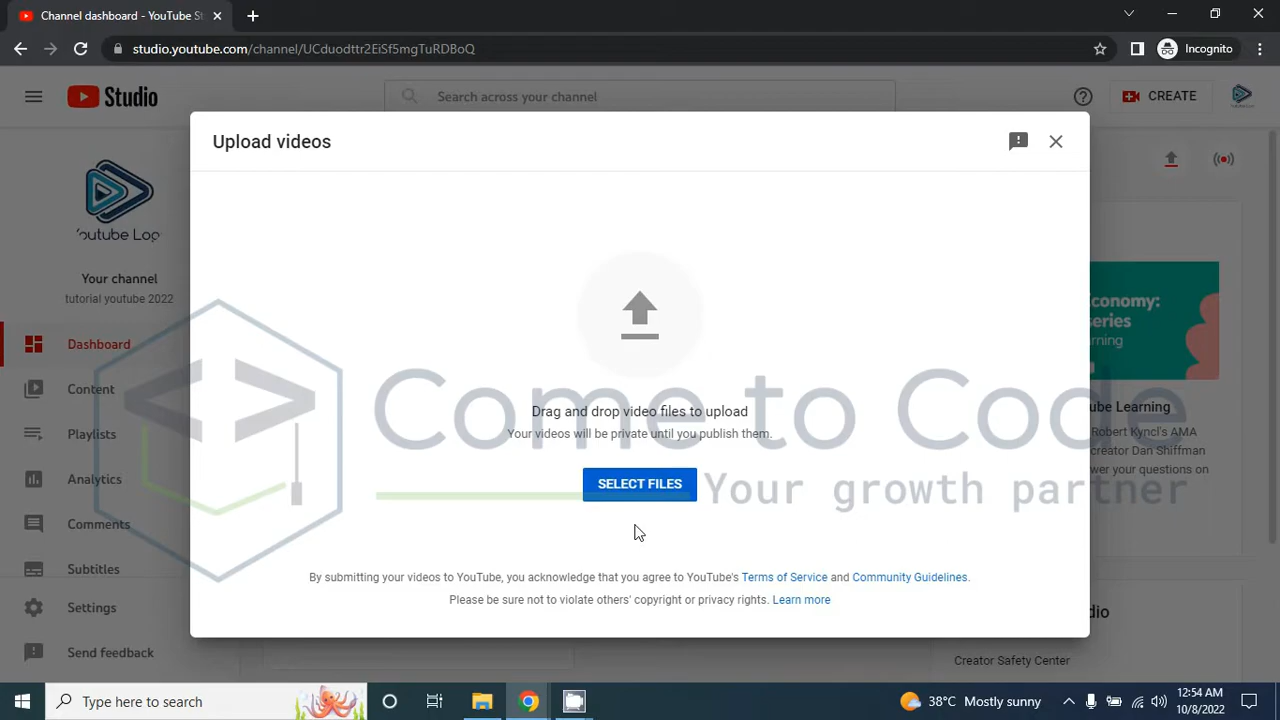 Channel dashboard - YouTube St
studio.youtube.com/channel/UCduodttr2EiSf5mgTuRDBoQ
Incognito
Studio
Search across your channel
CREATE
Upload videos
Youtube Logo
Your channel
tutorial youtube 2022
Dashboard
Content
Playlists
Analytics
Comments
Subtitles
Settings
Send feedback
Drag and drop video files to upload
Your videos will be private until you publish them.
SELECT FILES
By submitting your videos to YouTube, you acknowledge that you agree to YouTube's Terms of Service and Community Guidelines.
Please be sure not to violate others' copyright or privacy rights. Learn more
Come to Code
Your growth partner
conomy:
series
rning
ube Learning
Robert Kyncl's AMA
creator Dan Shiffman
wer your questions on
dio
Creator Safety Center
Type here to search
38°C Mostly sunny
12:54 AM
10/8/2022